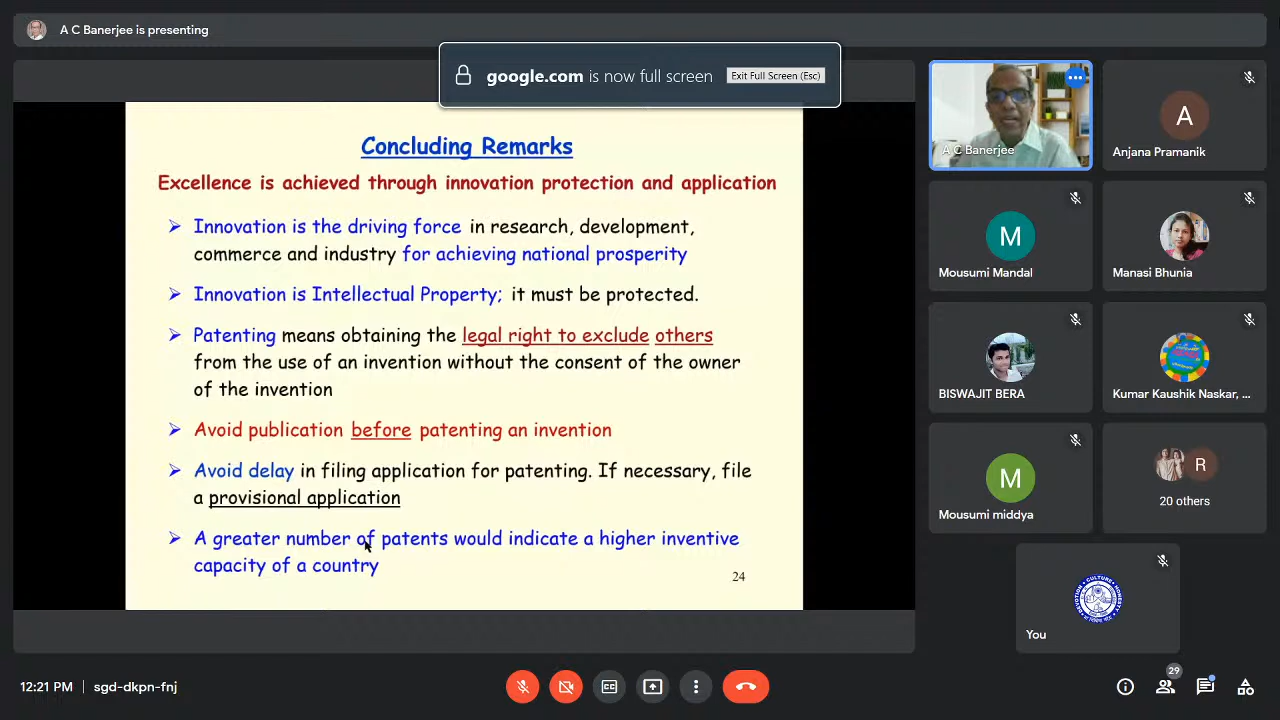 A C Banerjee is presenting
google.com is now full screen Exit Full Screen (Esc)
Concluding Remarks
Excellence is achieved through innovation protection and application
➢ Innovation is the driving force in research, development,
commerce and industry for achieving national prosperity
➢ Innovation is Intellectual Property; it must be protected.
➢ Patenting means obtaining the legal right to exclude others
from the use of an invention without the consent of the owner
of the invention
➢ Avoid publication before patenting an invention
➢ Avoid delay in filing application for patenting. If necessary, file
a provisional application
➢ A greater number of patents would indicate a higher inventive
capacity of a country
24
A C Banerjee
A
Anjana Pramanik
M
Mousumi Mandal
Manasi Bhunia
BISWAJIT BERA
Kumar Kaushik Naskar, ...
M
Mousumi middya
R
20 others
You
12:21 PM | sgd-dkpn-fnj
29